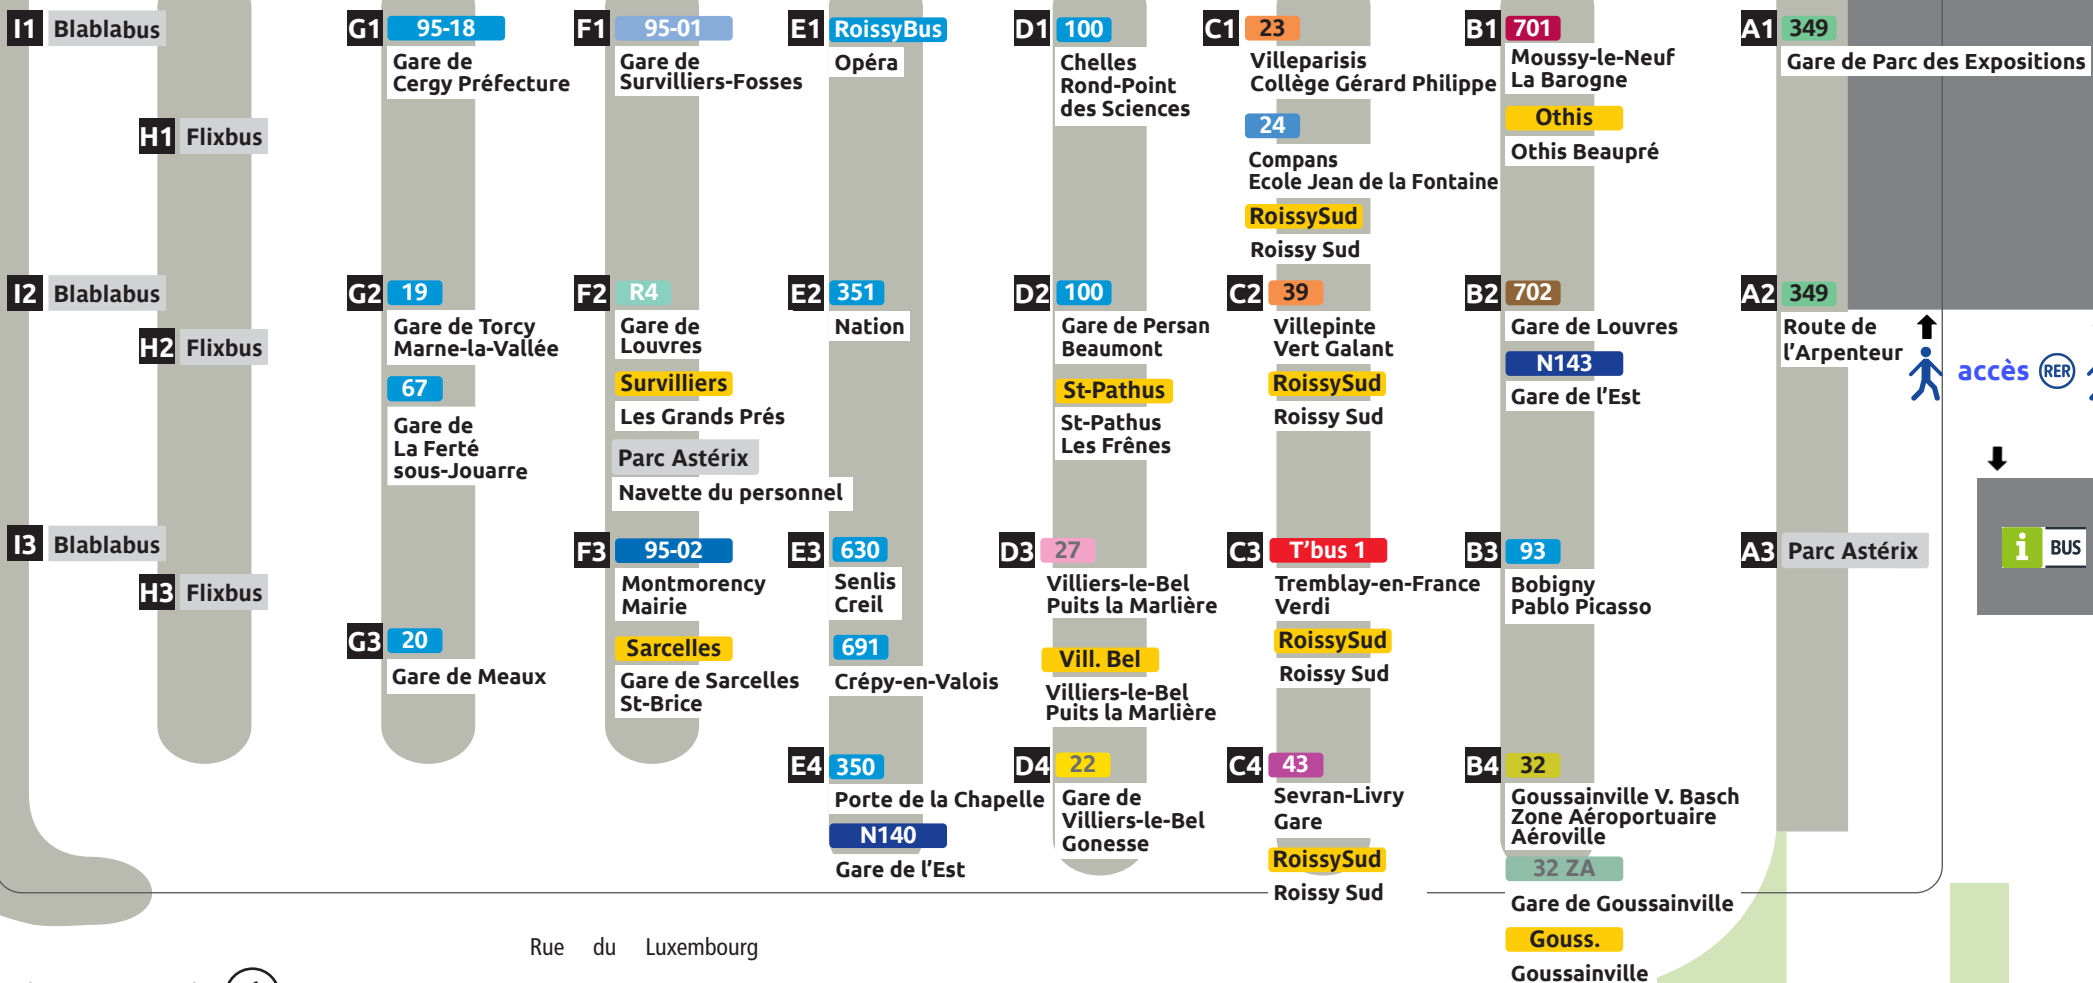 I1 Blablabus
H1 Flixbus
I2 Blablabus
H2 Flixbus
I3 Blablabus
H3 Flixbus
G1 95-18
Gare de
Cergy Préfecture
G2 19
Gare de Torcy
Marne-la-Vallée
67
Gare de
La Ferté
sous-Jouarre
G3 20
Gare de Meaux
F1 95-01
Gare de
Survilliers-Fosses
F2 R4
Gare de
Louvres
Survilliers
Les Grands Prés
Parc Astérix
Navette du personnel
F3 95-02
Montmorency
Mairie
Sarcelles
Gare de Sarcelles
St-Brice
E1 RoissyBus
Opéra
E2 351
Nation
E3 630
Senlis
Creil
691
Crépy-en-Valois
E4 350
Porte de la Chapelle
N140
Gare de l'Est
D1 100
Chelles
Rond-Point
des Sciences
D2 100
Gare de Persan
Beaumont
St-Pathus
St-Pathus
Les Frênes
D3 27
Villiers-le-Bel
Puits la Marlière
Vill. Bel
Villiers-le-Bel
Puits la Marlière
D4 22
Gare de
Villiers-le-Bel
Gonesse
C1 23
Villeparisis
Collège Gérard Philippe
24
Compans
Ecole Jean de la Fontaine
RoissySud
Roissy Sud
C2 39
Villepinte
Vert Galant
RoissySud
Roissy Sud
C3 T'bus 1
Tremblay-en-France
Verdi
RoissySud
Roissy Sud
C4 43
Sevran-Livry
Gare
RoissySud
Roissy Sud
B1 701
Moussy-le-Neuf
La Barogne
Othis
Othis Beaupré
B2 702
Gare de Louvres
N143
Gare de l'Est
B3 93
Bobigny
Pablo Picasso
B4 32
Goussainville V. Basch
Zone Aéroportuaire
Aéroville
32 ZA
Gare de Goussainville
Gouss.
Goussainville
A1 349
Gare de Parc des Expositions
A2 349
Route de
l'Arpenteur
accès RER
A3 Parc Astérix
i BUS
Rue du Luxembourg